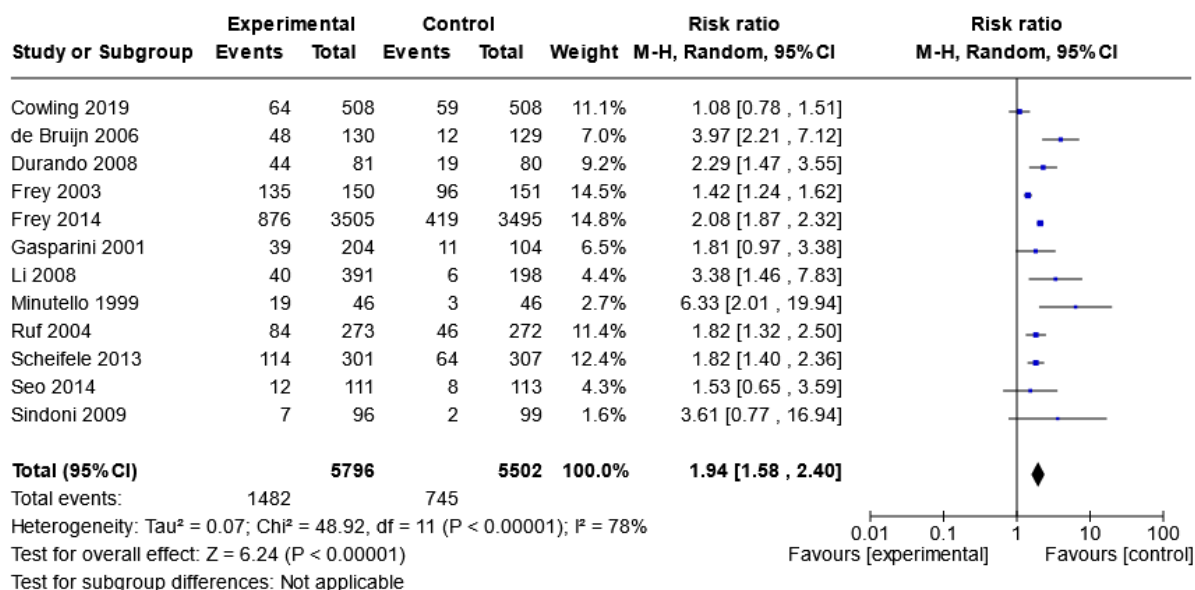 Experimental Control Risk ratio Risk ratio
Study or Subgroup Events Total Events Total Weight M-H, Random, 95% CI M-H, Random, 95% CI
Cowling 2019 64 508 59 508 11.1% 1.08 [0.78 , 1.51]
de Bruijn 2006 48 130 12 129 7.0% 3.97 [2.21 , 7.12]
Durando 2008 44 81 19 80 9.2% 2.29 [1.47 , 3.55]
Frey 2003 135 150 96 151 14.5% 1.42 [1.24 , 1.62]
Frey 2014 876 3505 419 3495 14.8% 2.08 [1.87 , 2.32]
Gasparini 2001 39 204 11 104 6.5% 1.81 [0.97 , 3.38]
Li 2008 40 391 6 198 4.4% 3.38 [1.46 , 7.83]
Minutello 1999 19 46 3 46 2.7% 6.33 [2.01 , 19.94]
Ruf 2004 84 273 46 272 11.4% 1.82 [1.32 , 2.50]
Scheifele 2013 114 301 64 307 12.4% 1.82 [1.40 , 2.36]
Seo 2014 12 111 8 113 4.3% 1.53 [0.65 , 3.59]
Sindoni 2009 7 96 2 99 1.6% 3.61 [0.77 , 16.94]
Total (95% CI) 5796 5502 100.0% 1.94 [1.58 , 2.40]
Total events: 1482 745
Heterogeneity: Tau² = 0.07; Chi² = 48.92, df = 11 (P < 0.00001); I² = 78%
Test for overall effect: Z = 6.24 (P < 0.00001)
Test for subgroup differences: Not applicable
0.01 0.1 1 10 100
Favours [experimental] Favours [control]